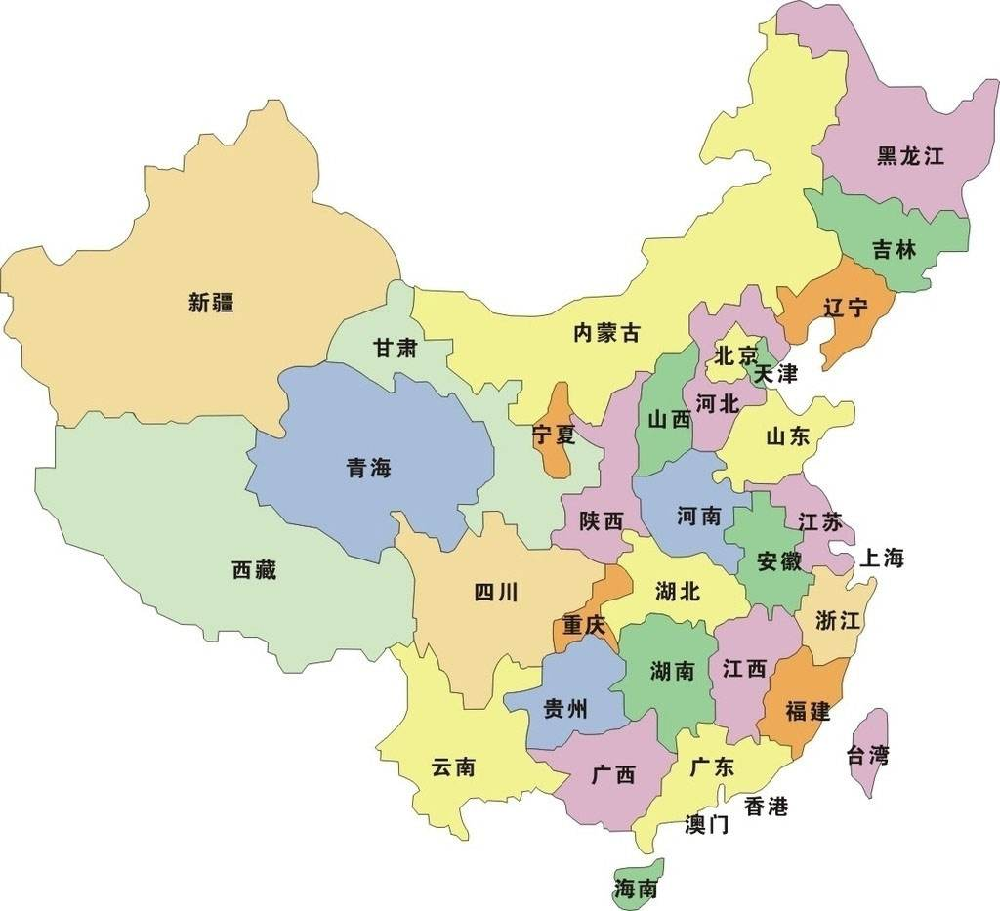 黑龙江
吉林
新疆
辽宁
内蒙古
甘肃
北京
天津
河北
山西
宁夏
山东
青海
河南
陕西
江苏
上海
安徽
西藏
四川
湖北
浙江
重庆
湖南
江西
贵州
福建
台湾
云南
广东
广西
香港
澳门
海南